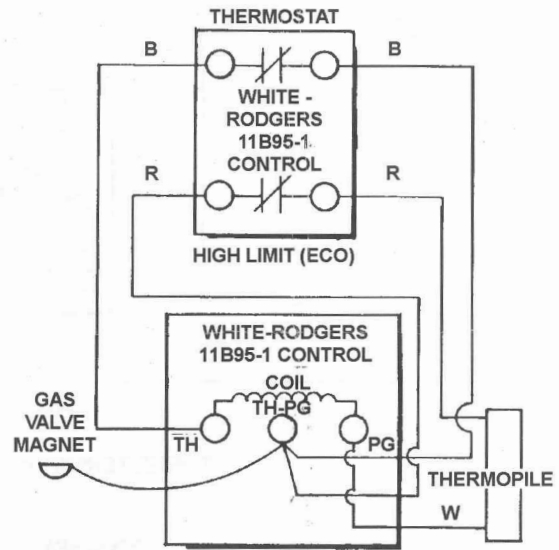 THERMOSTAT
B
B
WHITE -
RODGERS
11B95-1
CONTROL
R
R
HIGH LIMIT (ECO)
WHITE-RODGERS
11B95-1 CONTROL
COIL
TH-PG
GAS
VALVE
MAGNET
TH
PG
THERMOPILE
W